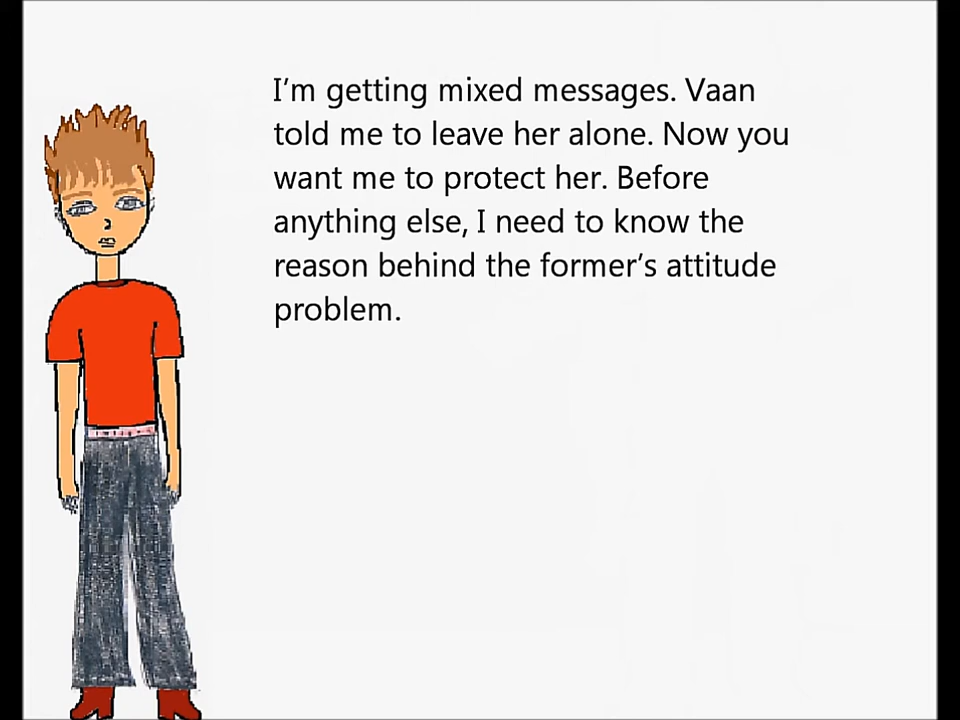 I’m getting mixed messages. Vaan
told me to leave her alone. Now you
want me to protect her. Before
anything else, I need to know the
reason behind the former’s attitude
problem.